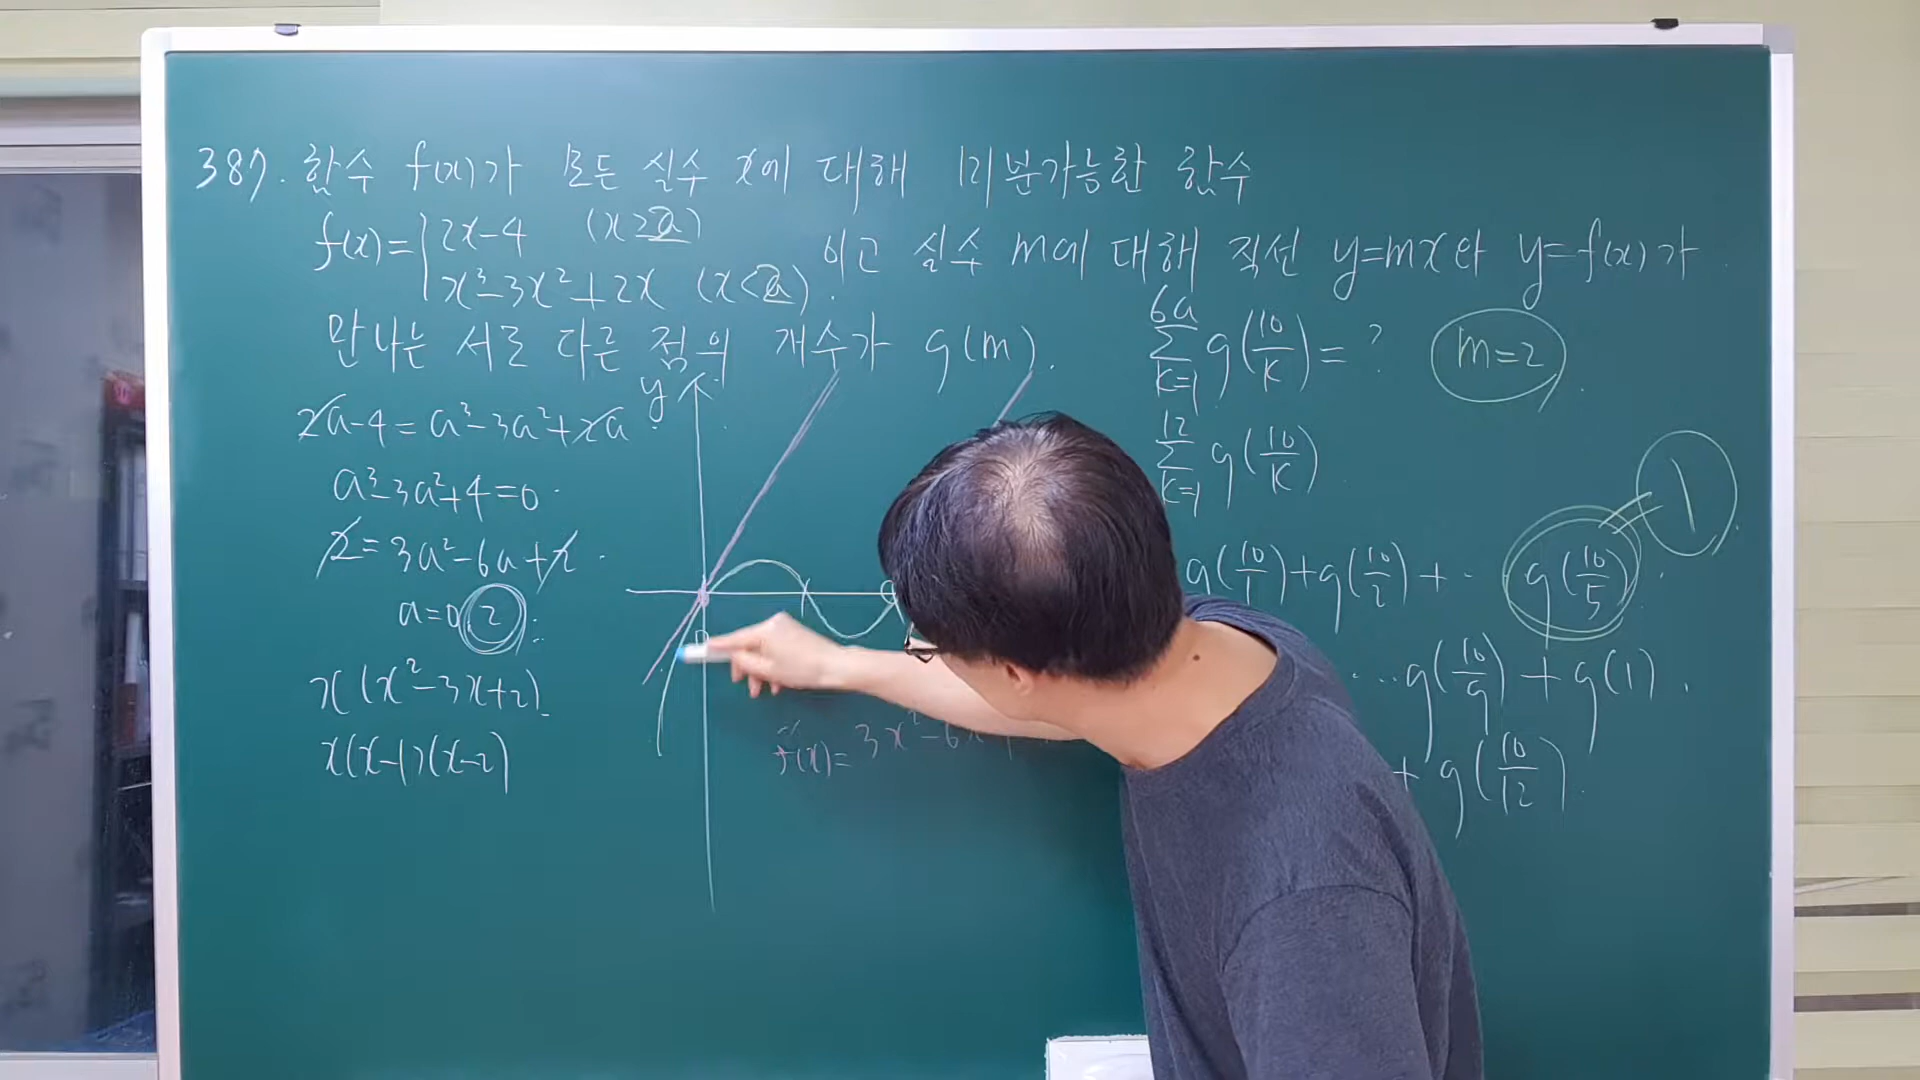 387. 함수 f(x)가 모든 실수 x에 대해 미분가능한 함수
f(x)={ 2x-4 (x≥a)
x³-3x²+2x (x<a). 이고 실수 m에 대해 직선 y=mx와 y=f(x)가
만나는 서로 다른 점의 개수가 g(m).
6a Σ k=1 g(10/k)=? m=2
2a-4=a³-3a²+2a
a³-3a²+4=0
2=3a²-6a+2
a=0, 2
x(x²-3x+2)
x(x-1)(x-2)
y
f'(x)=3x²-6x
12 Σ k=1 g(10/k)
g(10/1)+g(10/2)+·· g(10/5) = 1
...g(10/9)+g(1).
+g(10/12)